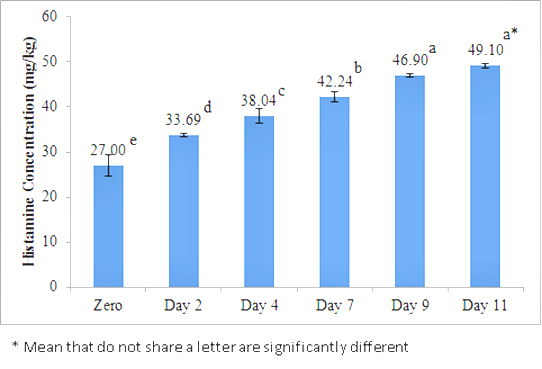 Histamine Concentration (mg/kg)
60
50
40
30
20
10
0
27.00 e
33.69 d
38.04 c
42.24 b
46.90 a
49.10 a*
Zero
Day 2
Day 4
Day 7
Day 9
Day 11
* Mean that do not share a letter are significantly different